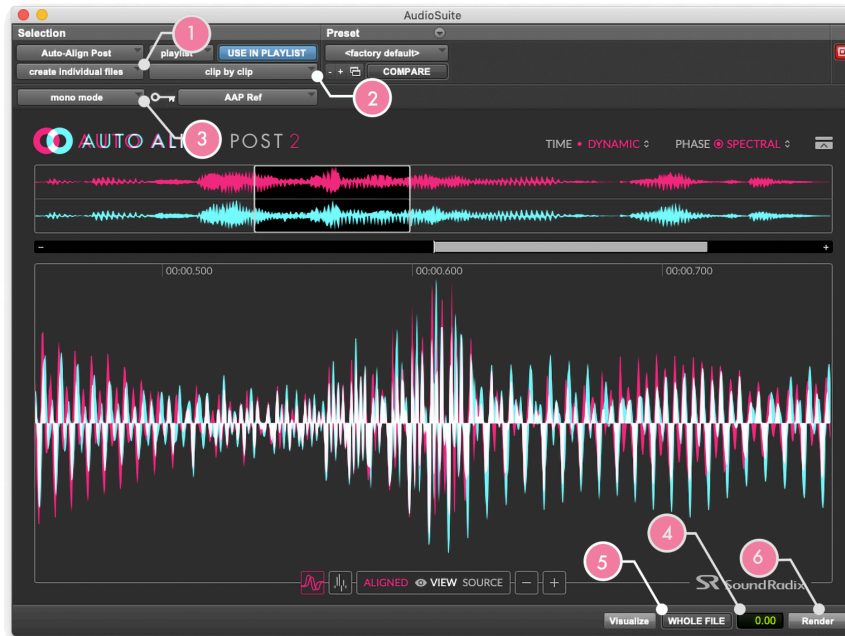 AudioSuite
Selection
Preset
1
Auto-Align Post
playlist
USE IN PLAYLIST
<factory default>
create individual files
clip by clip
- +
COMPARE
2
mono mode
AAP Ref
3
AUTO AL POST 2
TIME • DYNAMIC
PHASE SPECTRAL
- +
00:00.500
00:00.600
00:00.700
4
5
6
ALIGNED VIEW SOURCE
- +
SoundRadix
Visualize
WHOLE FILE
0.00
Render